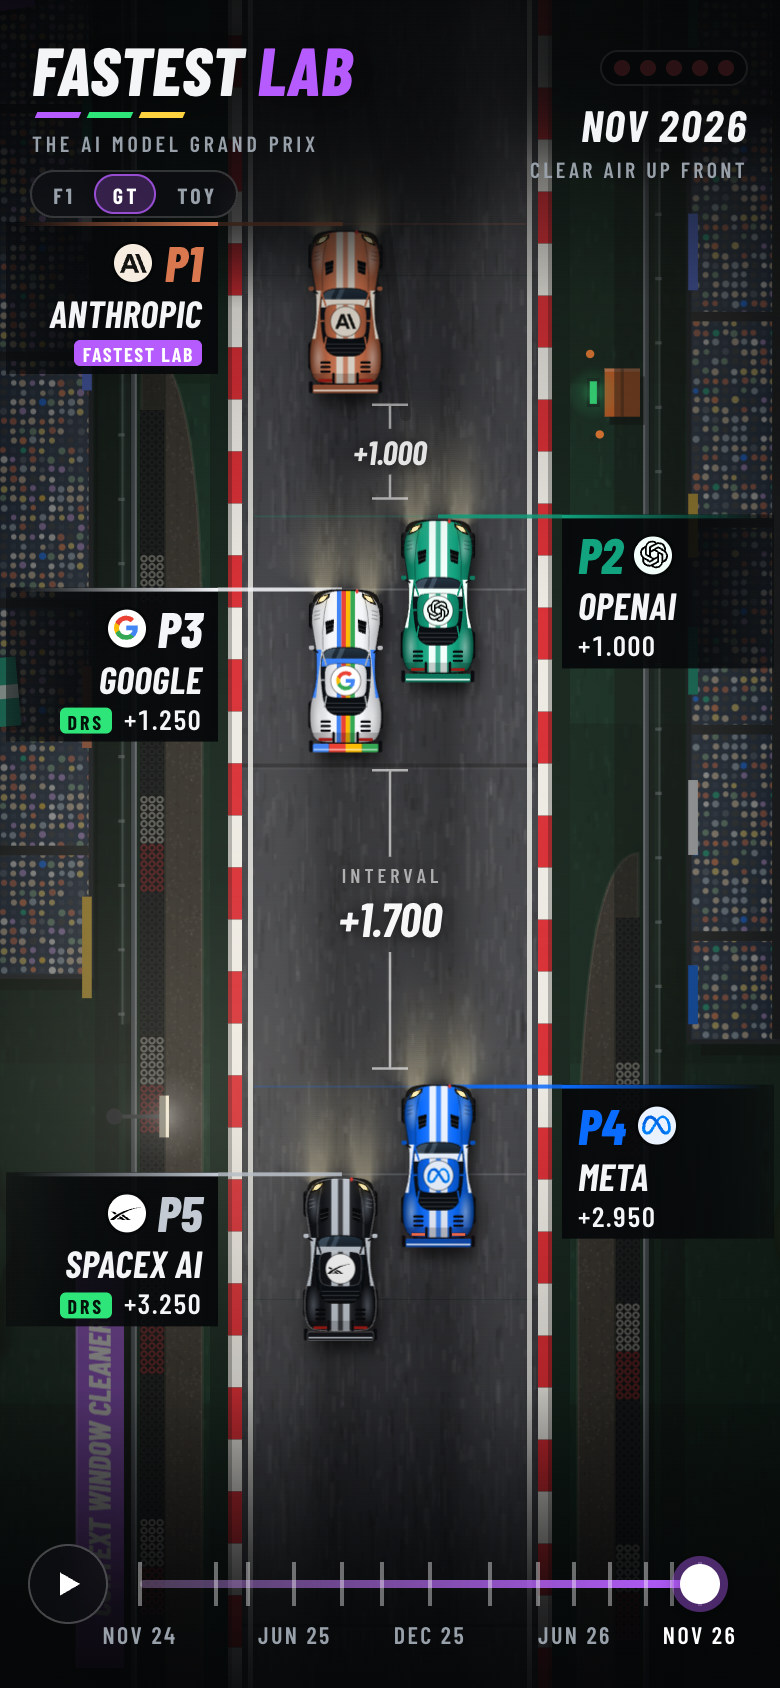 FASTEST LAB
THE AI MODEL GRAND PRIX
NOV 2026
CLEAR AIR UP FRONT
F1 GT TOY
P1
ANTHROPIC
FASTEST LAB
+1.000
P2
OPENAI
+1.000
P3
GOOGLE
DRS +1.250
INTERVAL
+1.700
P4
META
+2.950
P5
SPACEX AI
DRS +3.250
WINDOW CLEANER
NOV 24
JUN 25
DEC 25
JUN 26
NOV 26